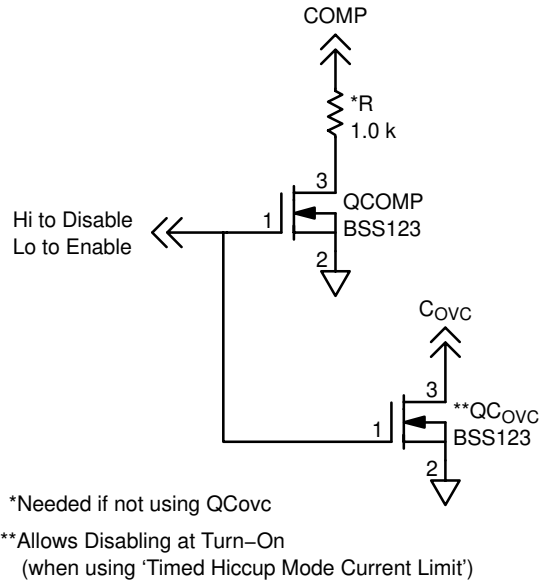 COMP
*R
1.0 k
3
QCOMP
1
BSS123
Hi to Disable
Lo to Enable
2
COVC
3
**QCOVC
1
BSS123
2
*Needed if not using QCovc
**Allows Disabling at Turn−On
(when using ‘Timed Hiccup Mode Current Limit’)